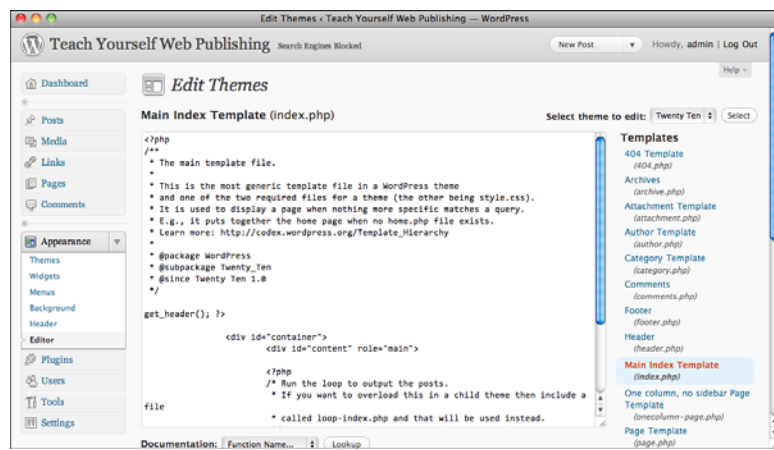 Edit Themes ‹ Teach Yourself Web Publishing — WordPress
Teach Yourself Web Publishing Search Engines Blocked
New Post
Howdy, admin | Log Out
Help
Dashboard
Posts
Media
Links
Pages
Comments
Appearance
Themes
Widgets
Menus
Background
Header
Editor
Plugins
Users
Tools
Settings
Edit Themes
Main Index Template (index.php)
Select theme to edit: Twenty Ten Select
<?php
/**
* The main template file.
*
* This is the most generic template file in a WordPress theme
* and one of the two required files for a theme (the other being style.css).
* It is used to display a page when nothing more specific matches a query.
* E.g., it puts together the home page when no home.php file exists.
* Learn more: http://codex.wordpress.org/Template_Hierarchy
*
* @package WordPress
* @subpackage Twenty_Ten
* @since Twenty Ten 1.0
*/
get_header(); ?>
<div id="container">
<div id="content" role="main">
<?php
/* Run the loop to output the posts.
* If you want to overload this in a child theme then include a
file
* called loop-index.php and that will be used instead.
Documentation: Function Name... Lookup
Templates
404 Template
(404.php)
Archives
(archive.php)
Attachment Template
(attachment.php)
Author Template
(author.php)
Category Template
(category.php)
Comments
(comments.php)
Footer
(footer.php)
Header
(header.php)
Main Index Template
(index.php)
One column, no sidebar Page
Template
(onecolumn-page.php)
Page Template
(page.php)